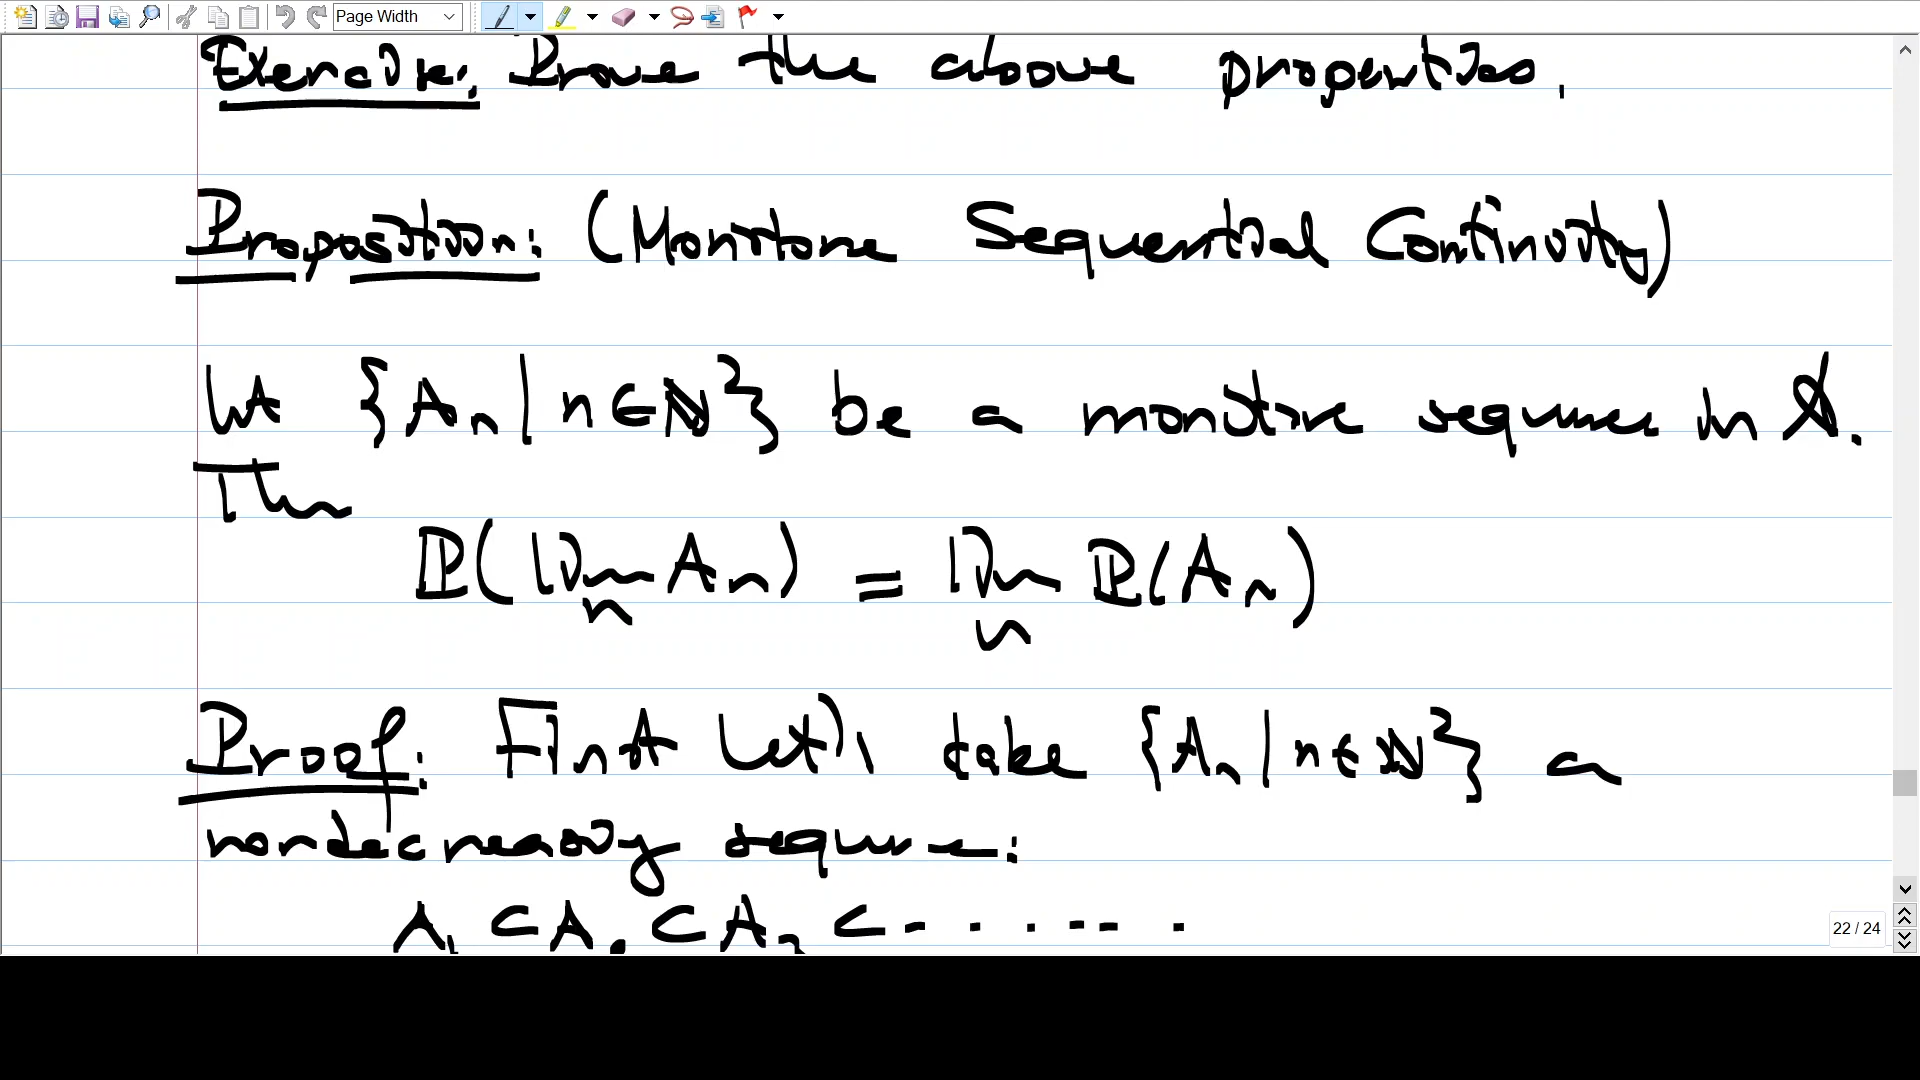 Page Width
Exercise: Prove the above properties.
Proposition: (Monotone Sequential Continuity)
Let {Aₙ | n ∈ ℕ} be a monotone sequence in 𝒜.
Then
ℙ(lim Aₙ) = lim ℙ(Aₙ)
n n
Proof: First let's take {Aₙ | n ∈ ℕ} a
nondecreasing sequence:
A₁ ⊂ A₂ ⊂ A₃ ⊂ - - - - - -
22 / 24